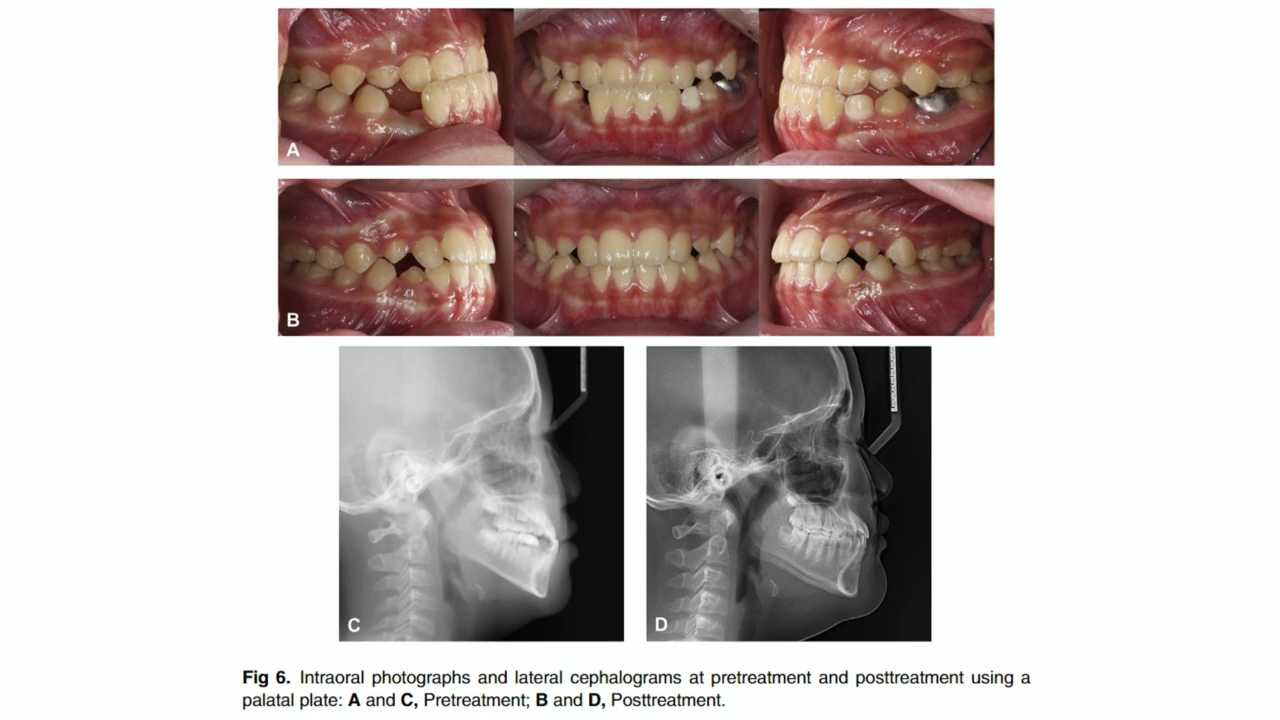 A
B
C
D
Fig 6. Intraoral photographs and lateral cephalograms at pretreatment and posttreatment using a
palatal plate: A and C, Pretreatment; B and D, Posttreatment.